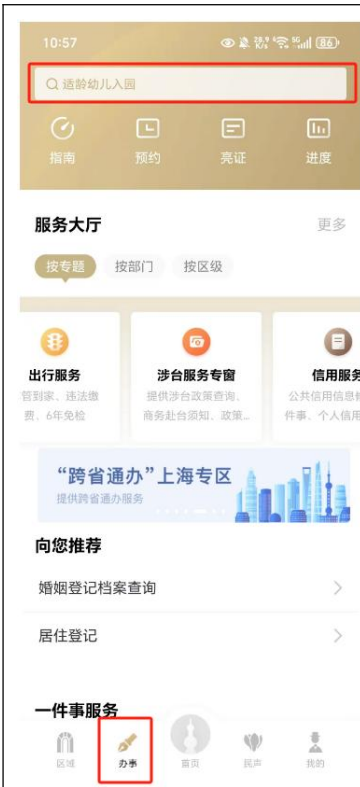 10:57
28.9 K/s 5G 86
适龄幼儿入园
指南 预约 亮证 进度
服务大厅 更多
按专题 按部门 按区级
出行服务 涉台服务专窗 信用服务
管到家、违法缴 提供涉台政策查询、 公共信用信息
费、6年免检 商务赴台须知、政策... 件事、个人信用
“跨省通办”上海专区
提供跨省通办服务
向您推荐
婚姻登记档案查询
居住登记
一件事服务
区域 办事 首页 民声 我的